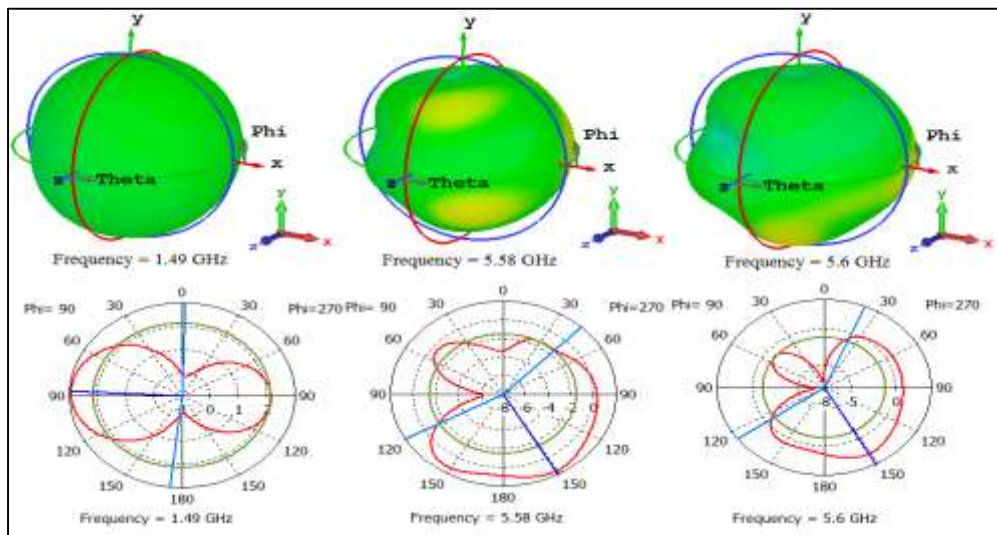 y y y
Phi Phi Phi
x x x
z Theta z Theta z Theta
y y y
z x z x z x
Frequency = 1.49 GHz Frequency = 5.58 GHz Frequency = 5.6 GHz
Phi= 90 0 Phi=270 Phi= 90 0 Phi=270 Phi= 90 0 Phi=270
30 30 30 30 30 30
60 60 60 60 60 60
90 0 1 2 90 90 -8 -6 -4 -2 0 90 90 -8 -5 0 90
120 120 120 120 120 120
150 150 150 150 150 150
180 180 180
Frequency = 1.49 GHz Frequency = 5.58 GHz Frequency = 5.6 GHz